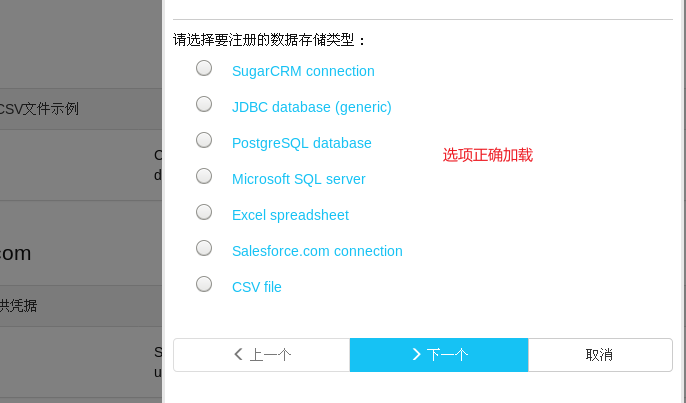 请选择要注册的数据存储类型：
SugarCRM connection
CSV文件示例
JDBC database (generic)
PostgreSQL database
选项正确加载
Microsoft SQL server
Excel spreadsheet
com
Salesforce.com connection
CSV file
供凭据
上一个
下一个
取消